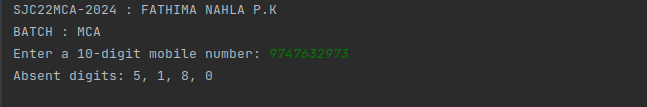 SJC22MCA-2024 : FATHIMA NAHLA P.K
BATCH : MCA
Enter a 10-digit mobile number: 9747632973
Absent digits: 5, 1, 8, 0